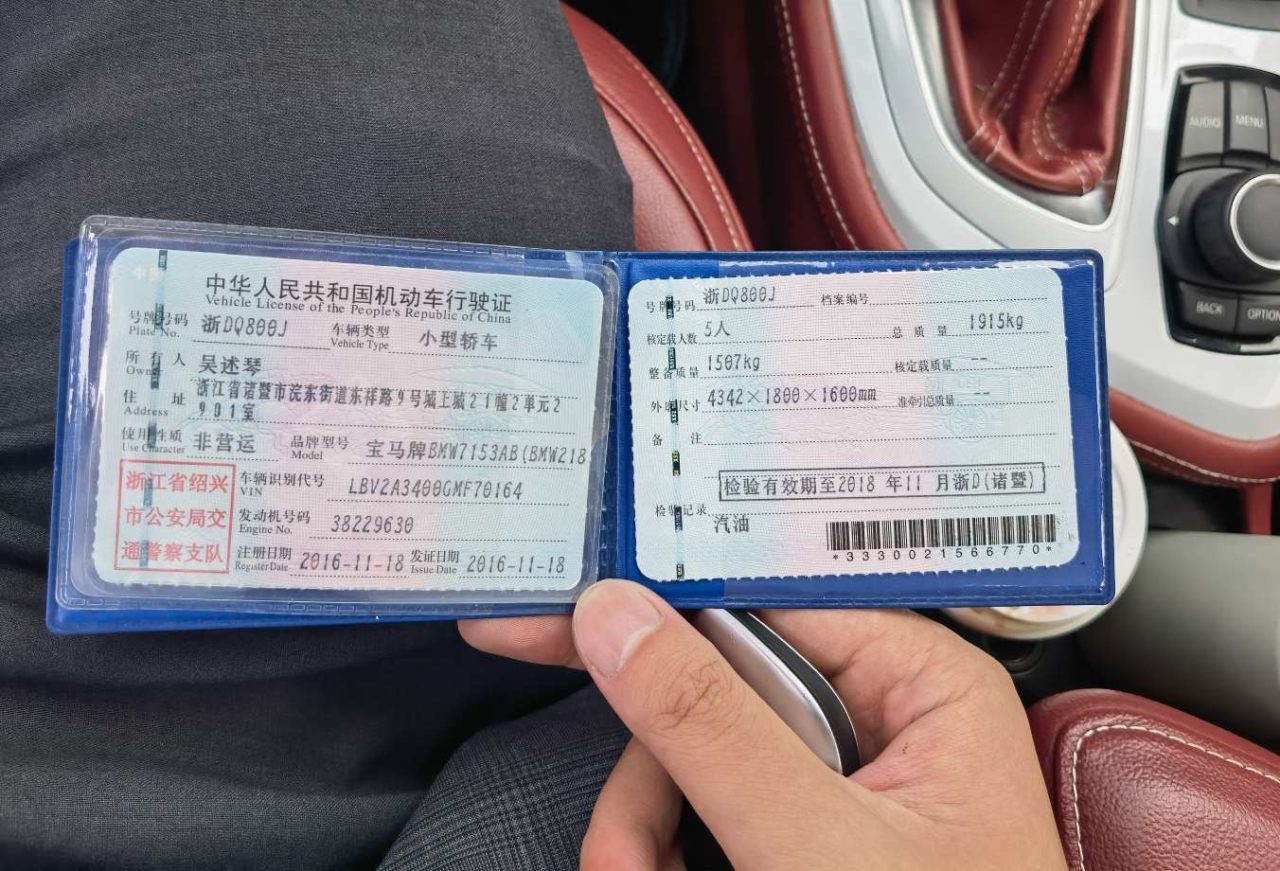 中华人民共和国机动车行驶证
Vehicle License of the People's Republic of China
号牌号码 浙DQ800J 车辆类型 小型轿车
Plate No. Vehicle Type
所有人 吴述琴
Owner
住址 浙江省诸暨市浣东街道东祥路9号城上城21幢2单元2
Address 901室
使用性质 非营运 品牌型号 宝马牌BMW7153AB(BMW218
Use Character Model
浙江省绍兴
市公安局交
通警察支队
车辆识别代号 LBV2A3400GMF70164
VIN
发动机号码 38229630
Engine No.
注册日期 2016-11-18 发证日期 2016-11-18
Register Date Issue Date
号牌号码 浙DQ800J 档案编号
核定载人数 5人 总质量 1915kg
整备质量 1507kg 核定载质量 --
外廓尺寸 4342×1800×1600mm 准牵引总质量 --
备注
检验有效期至2018年11月浙D(诸暨)
检验记录
汽油
*3330021566770*
AUDIO MENU
BACK OPTION